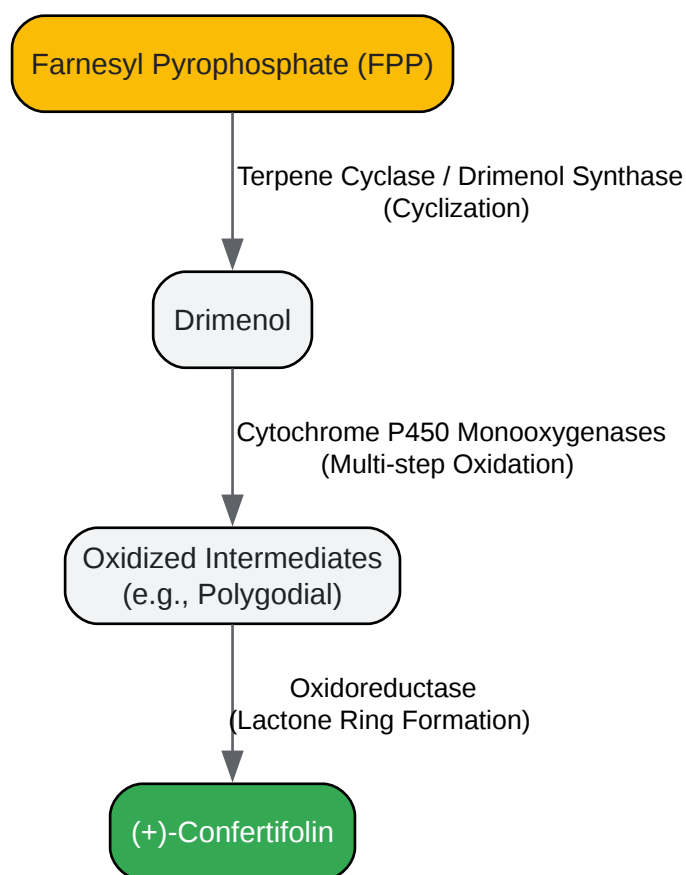 Farnesyl Pyrophosphate (FPP)
Terpene Cyclase / Drimenol Synthase
(Cyclization)
Drimenol
Cytochrome P450 Monooxygenases
(Multi-step Oxidation)
Oxidized Intermediates
(e.g., Polygodial)
Oxidoreductase
(Lactone Ring Formation)
(+)-Confertifolin